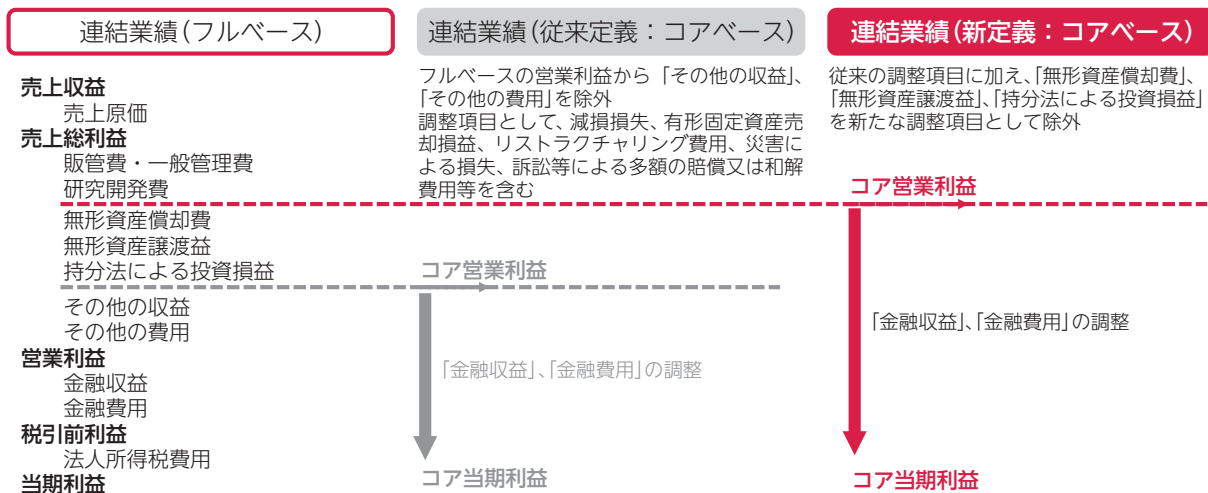 連結業績(フルベース)
売上収益
売上原価
売上総利益
販管費・一般管理費
研究開発費
無形資産償却費
無形資産譲渡益
持分法による投資損益
その他の収益
その他の費用
営業利益
金融収益
金融費用
税引前利益
法人所得税費用
当期利益
連結業績(従来定義：コアベース)
フルベースの営業利益から「その他の収益」、
「その他の費用」を除外
調整項目として、減損損失、有形固定資産売
却損益、リストラクチャリング費用、災害に
よる損失、訴訟等による多額の賠償又は和解
費用等を含む
コア営業利益
「金融収益」、「金融費用」の調整
コア当期利益
連結業績(新定義：コアベース)
従来の調整項目に加え、「無形資産償却費」、
「無形資産譲渡益」、「持分法による投資損益」
を新たな調整項目として除外
コア営業利益
「金融収益」、「金融費用」の調整
コア当期利益